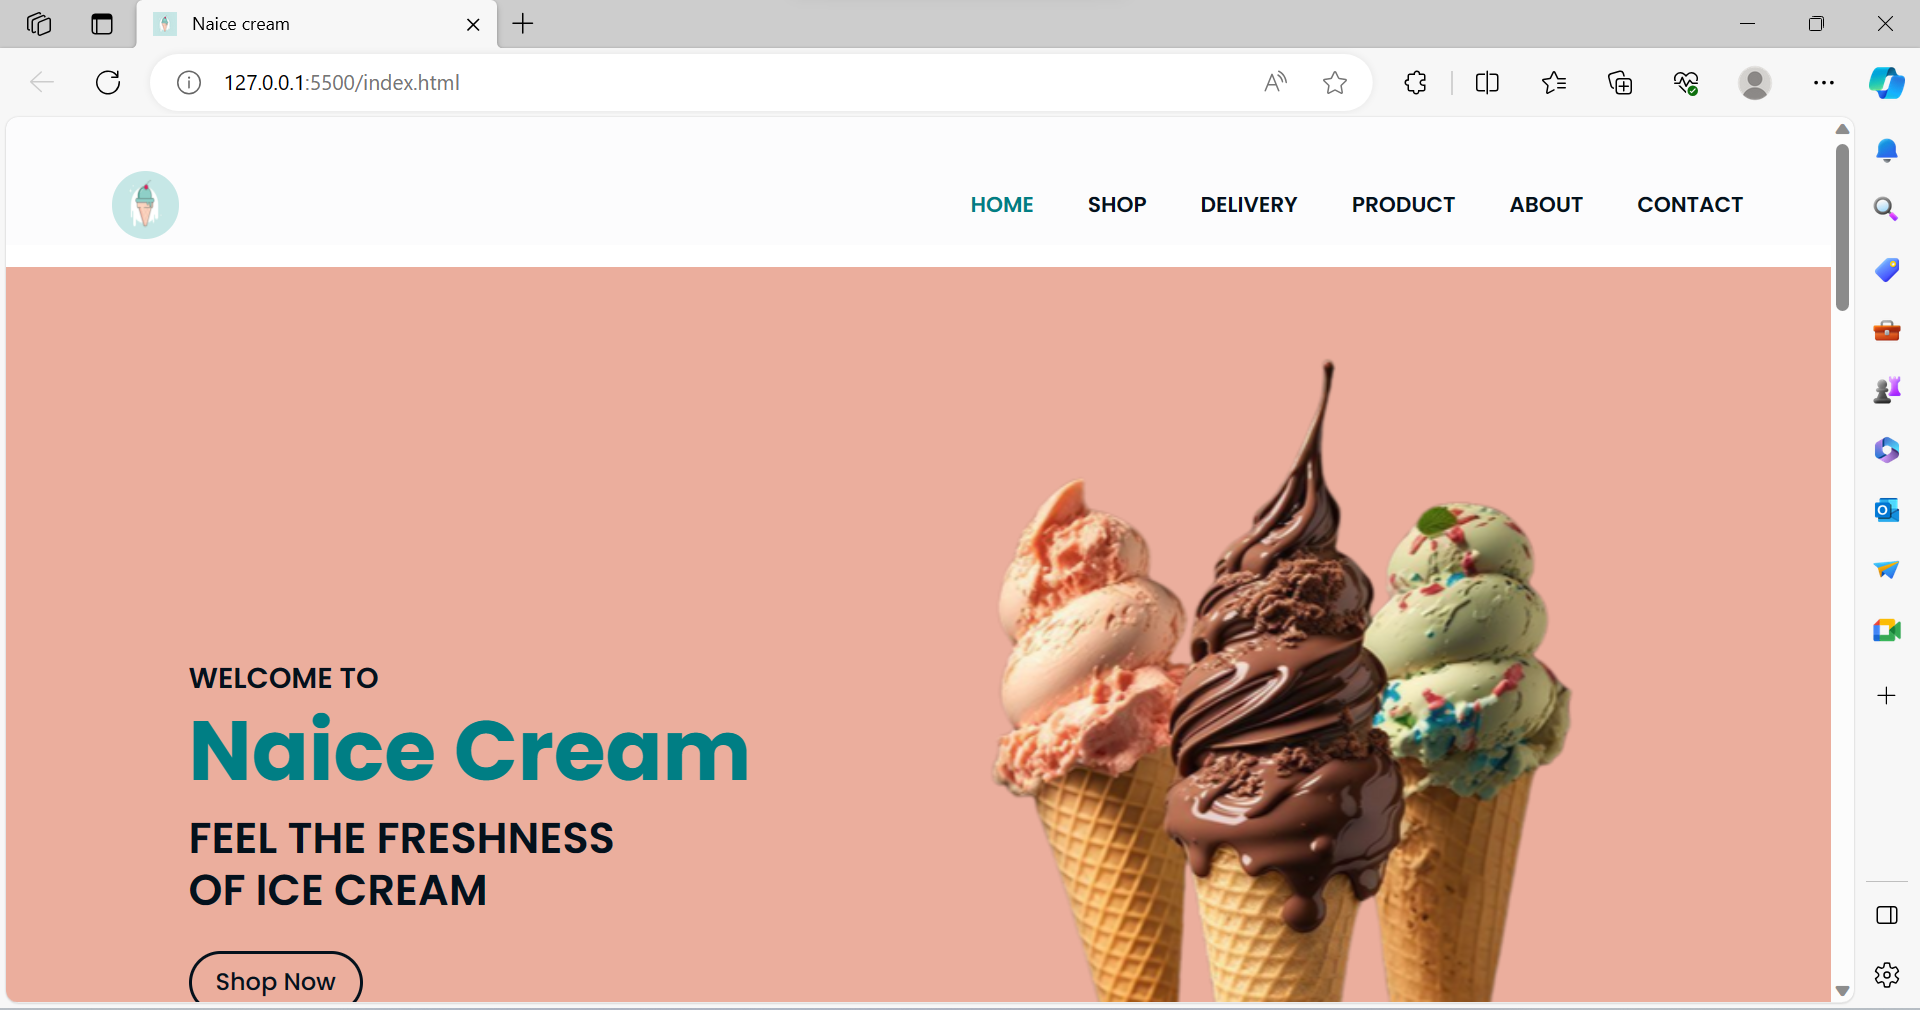 Naice cream
127.0.0.1:5500/index.html
HOME SHOP DELIVERY PRODUCT ABOUT CONTACT
WELCOME TO
Naice Cream
FEEL THE FRESHNESS
OF ICE CREAM
Shop Now